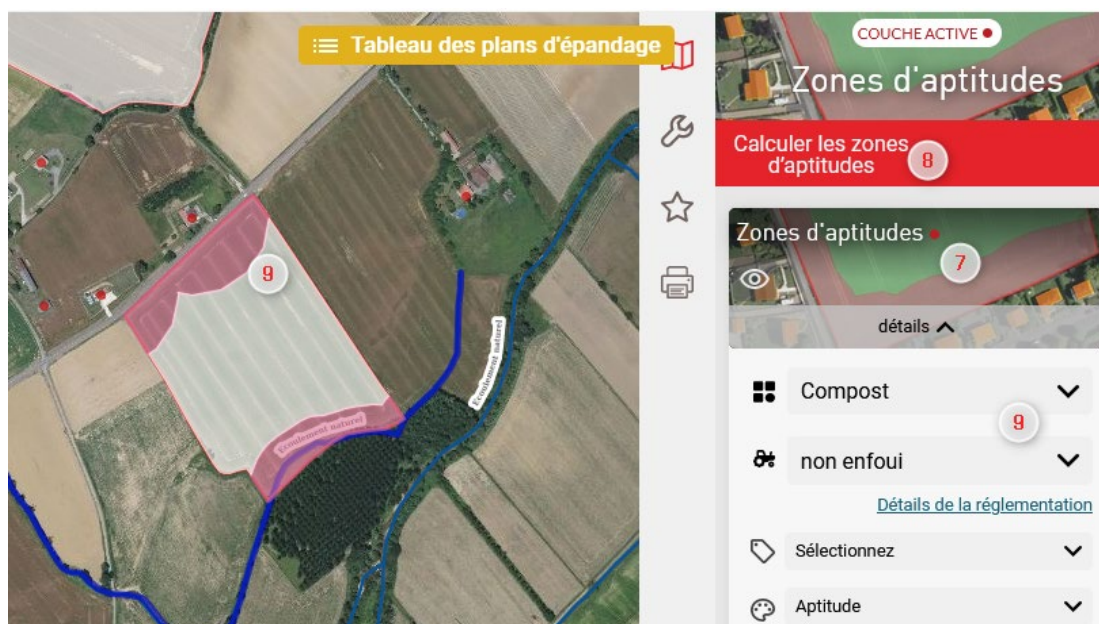 Tableau des plans d'épandage
COUCHE ACTIVE
Zones d'aptitudes
Calculer les zones
d'aptitudes
8
Zones d'aptitudes
7
détails
9
Ecoulement naturel
Ecoulement naturel
Compost
9
non enfoui
Détails de la réglementation
Sélectionnez
Aptitude